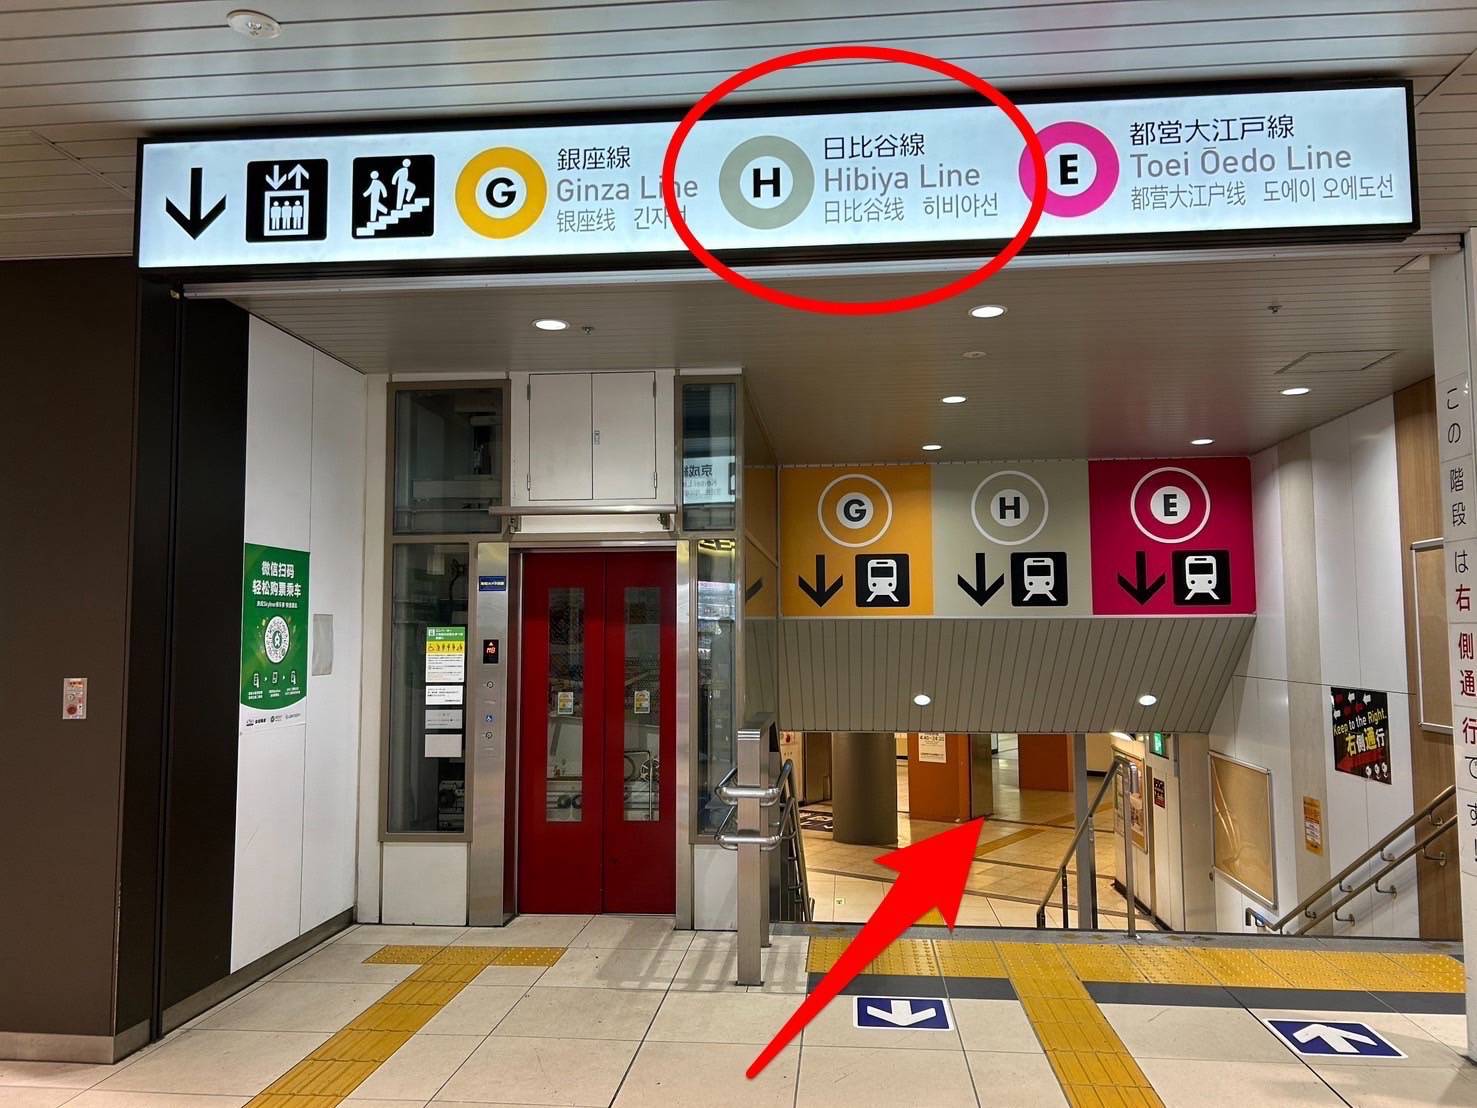 G
銀座線
Ginza Line
银座线
H
日比谷線
Hibiya Line
日比谷线 히비야선
E
都営大江戸線
Toei Ōedo Line
都营大江户线 도에이 오에도선
G
H
E
微信扫码
轻松购票乘车
Keep to the Right.
右側通行
この階段は右側通行です!